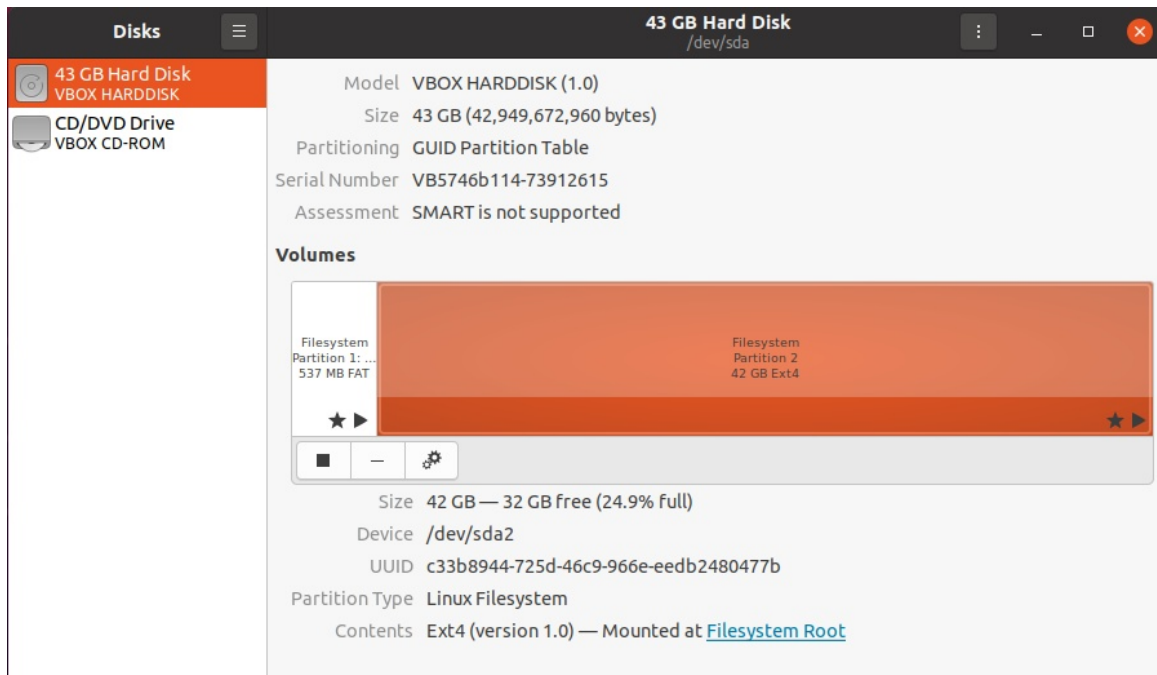 Disks
43 GB Hard Disk
/dev/sda
43 GB Hard Disk
VBOX HARDDISK
CD/DVD Drive
VBOX CD-ROM
Model VBOX HARDDISK (1.0)
Size 43 GB (42,949,672,960 bytes)
Partitioning GUID Partition Table
Serial Number VB5746b114-73912615
Assessment SMART is not supported
Volumes
Filesystem
Partition 1: ...
537 MB FAT
Filesystem
Partition 2
42 GB Ext4
Size 42 GB — 32 GB free (24.9% full)
Device /dev/sda2
UUID c33b8944-725d-46c9-966e-eedb2480477b
Partition Type Linux Filesystem
Contents Ext4 (version 1.0) — Mounted at Filesystem Root